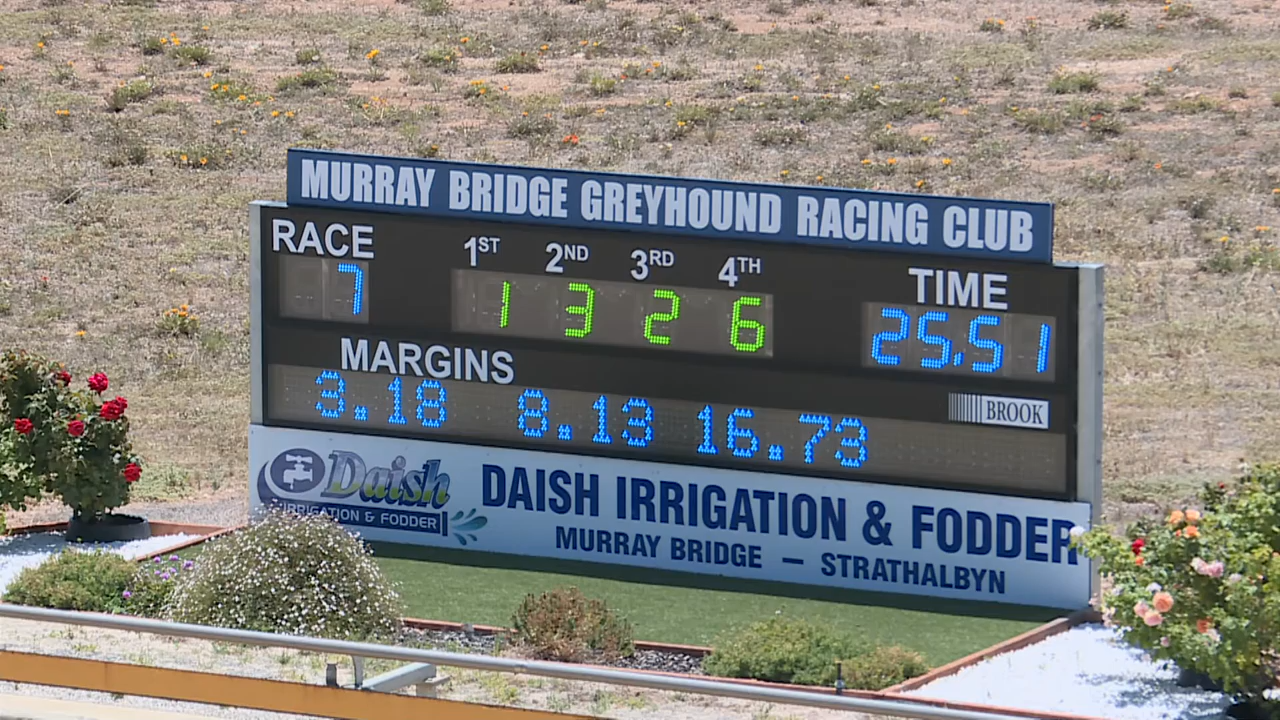 MURRAY BRIDGE GREYHOUND RACING CLUB
RACE 1ST 2ND 3RD 4TH TIME
7 1 3 2 6 25.51
MARGINS
3.18 8.13 16.73
BROOK
Daish
IRRIGATION & FODDER
DAISH IRRIGATION & FODDER
MURRAY BRIDGE – STRATHALBYN